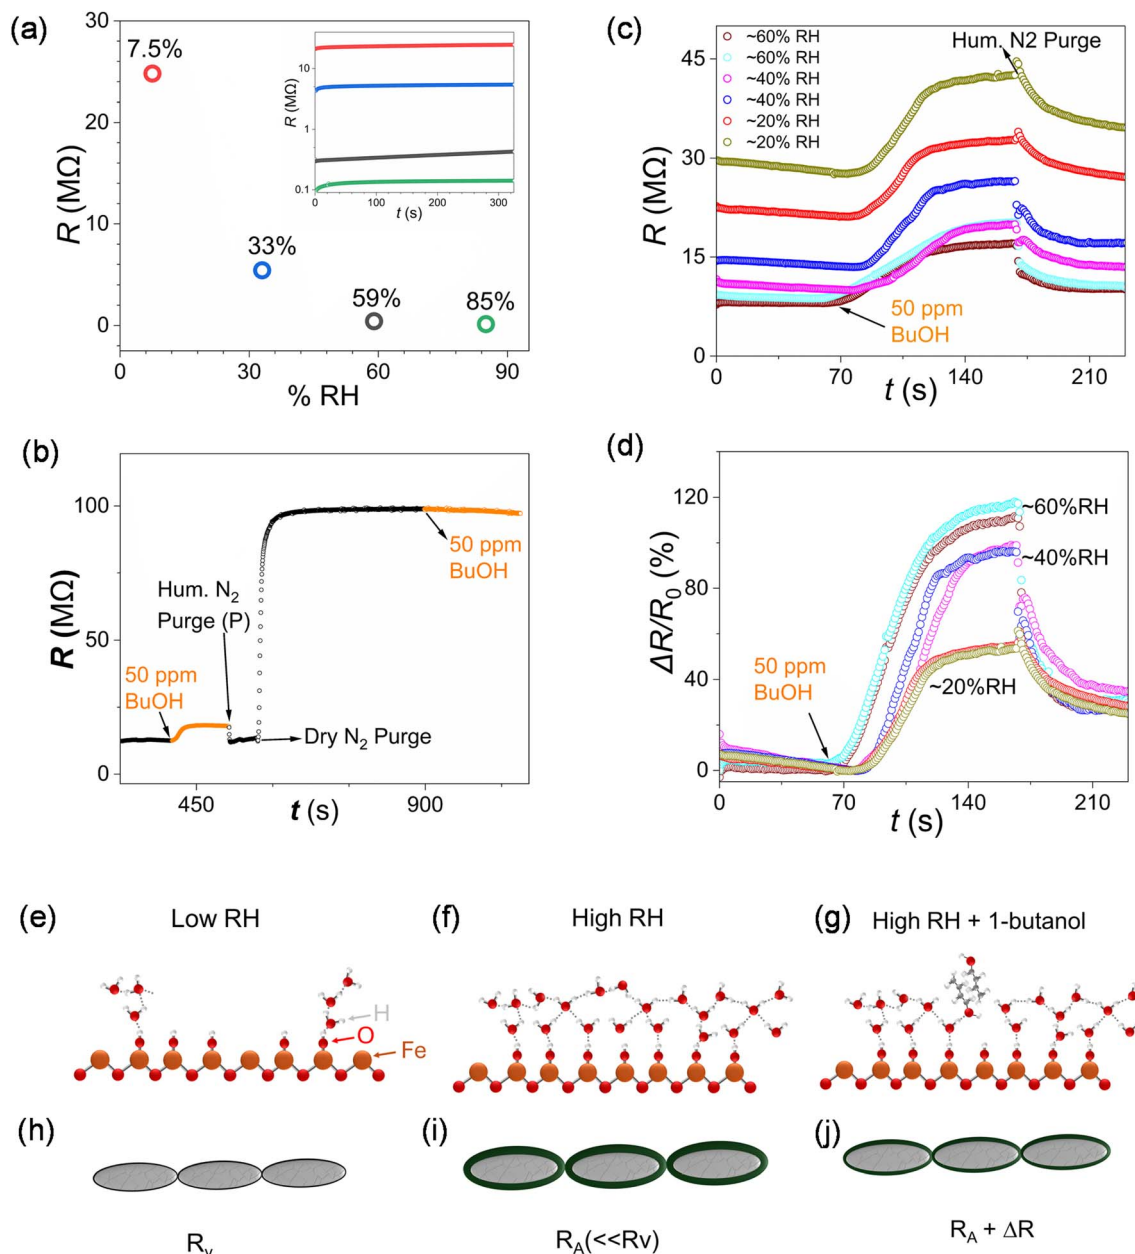 (a)
30
20
10
0
R (MΩ)
7.5%
33%
59%
85%
0
30
60
90
% RH
10
1
0.1
R (MΩ)
0
100
200
300
t (s)
(c)
~60% RH
~60% RH
~40% RH
~40% RH
~20% RH
~20% RH
Hum. N2 Purge
50 ppm
BuOH
45
30
15
0
R (MΩ)
0
70
140
210
t (s)
(b)
100
50
0
R (MΩ)
50 ppm
BuOH
Hum. N₂
Purge (P)
50 ppm
BuOH
Dry N₂ Purge
450
900
t (s)
(d)
120
80
40
0
ΔR/R₀ (%)
~60%RH
~40%RH
50 ppm
BuOH
~20%RH
0
70
140
210
t (s)
(e)
Low RH
H
O
Fe
(f)
High RH
(g)
High RH + 1-butanol
(h)
Rᵥ
(i)
R_A(<<Rv)
(j)
R_A + ΔR